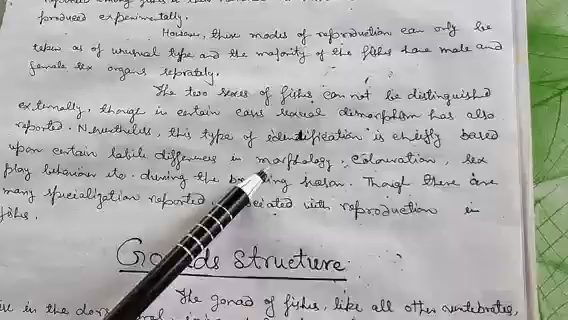 produced experimentally.
However, these modes of reproduction can only be
taken as of unusual type and the majority of the fishes have male and
female sex organs seprately.
The two sexes of fishes can not be distinguished
externally, though in certain cases sexual dimorphism has also
reported. Nevertheless, this type of identification is chiefly based
upon certain labile differences in morphology, colouration, sex
play behaviour etc. during the season. Though there are
many specialization reported with reproduction in
fishes.
Structure
The gonad of fishes, like all other vertebrates,
in the